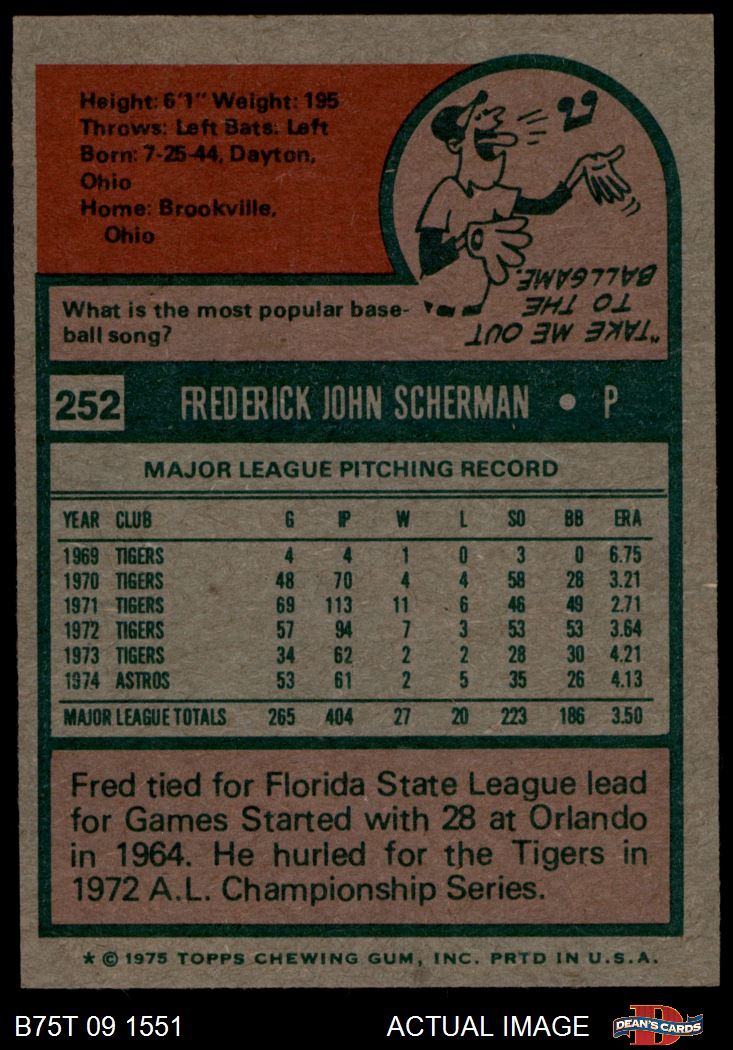 Height: 6'1" Weight: 195
Throws: Left Bats: Left
Born: 7-25-44, Dayton,
Ohio
Home: Brookville,
Ohio
What is the most popular base-
ball song?
"TAKE ME OUT
TO THE
BALLGAME."
252 FREDERICK JOHN SCHERMAN • P
MAJOR LEAGUE PITCHING RECORD
YEAR CLUB G IP W L SO BB ERA
1969 TIGERS 4 4 1 0 3 0 6.75
1970 TIGERS 48 70 4 4 58 28 3.21
1971 TIGERS 69 113 11 6 46 49 2.71
1972 TIGERS 57 94 7 3 53 53 3.64
1973 TIGERS 34 62 2 2 28 30 4.21
1974 ASTROS 53 61 2 5 35 26 4.13
MAJOR LEAGUE TOTALS 265 404 27 20 223 186 3.50
Fred tied for Florida State League lead
for Games Started with 28 at Orlando
in 1964. He hurled for the Tigers in
1972 A.L. Championship Series.
* © 1975 TOPPS CHEWING GUM, INC. PRTD IN U.S.A.
B75T 09 1551 ACTUAL IMAGE DEAN'S CARDS